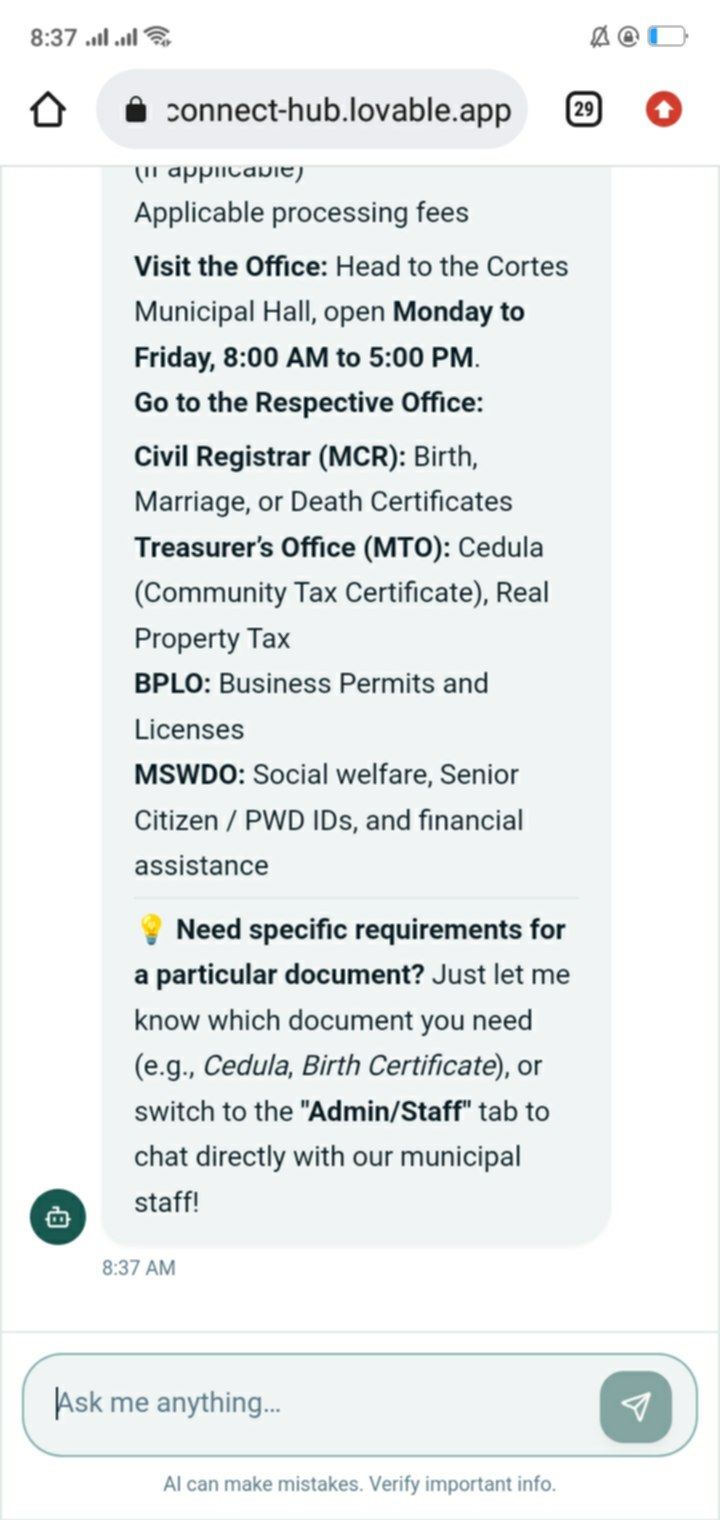 8:37
29
connect-hub.lovable.app
(if applicable)
Applicable processing fees
Visit the Office: Head to the Cortes
Municipal Hall, open Monday to
Friday, 8:00 AM to 5:00 PM.
Go to the Respective Office:
Civil Registrar (MCR): Birth,
Marriage, or Death Certificates
Treasurer’s Office (MTO): Cedula
(Community Tax Certificate), Real
Property Tax
BPLO: Business Permits and
Licenses
MSWDO: Social welfare, Senior
Citizen / PWD IDs, and financial
assistance
💡 Need specific requirements for
a particular document? Just let me
know which document you need
(e.g., Cedula, Birth Certificate), or
switch to the "Admin/Staff" tab to
chat directly with our municipal
staff!
8:37 AM
Ask me anything...
AI can make mistakes. Verify important info.